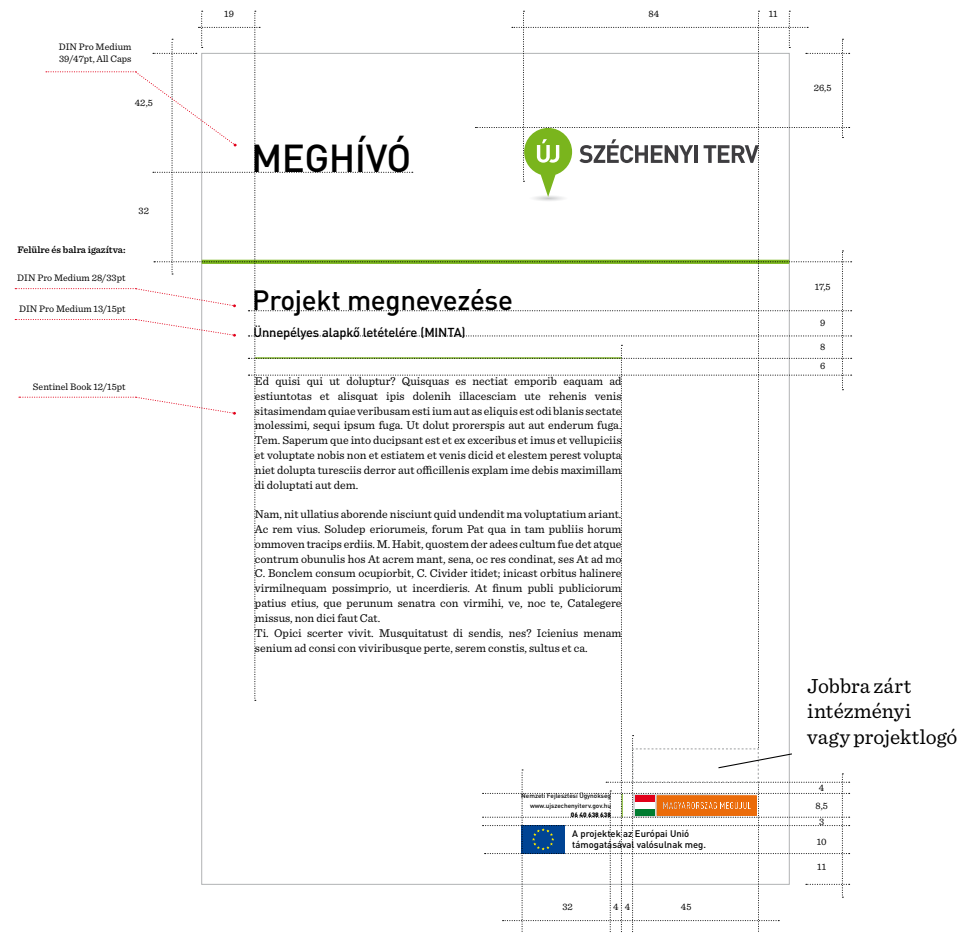 19
84
11
DIN Pro Medium
39/47pt, All Caps
42,5
26,5
MEGHÍVÓ
ÚJ SZÉCHENYI TERV
32
Felülre és balra igazítva:
DIN Pro Medium 28/33pt
17,5
Projekt megnevezése
DIN Pro Medium 13/15pt
9
Ünnepélyes alapkő letételére (MINTA)
8
6
Sentinel Book 12/15pt
Ed quisi qui ut doluptur? Quisquas es nectiat emporib eaquam ad
estiuntotas et alisquat ipis dolenih illacesciam ute rehenis venis
sitasimendam quiae veribusam esti ium aut as eliquis est odi blanis sectate
molessimi, sequi ipsum fuga. Ut dolut prorerspis aut aut enderum fuga.
Tem. Saperum que into ducipsant est et ex exceribus et imus et vellupiciis
et voluptate nobis non et estiatem et venis dicid et elestem perest volupta
niet dolupta turesciis derror aut officillenis explam ime debis maximillam
di doluptati aut dem.
Nam, nit ullatius aborende nisciunt quid undendit ma voluptatium ariant.
Ac rem vius. Soludep eriorumeis, forum Pat qua in tam publiis horum
ommoven tracips erdiis. M. Habit, quostem der adees cultum fue det atque
contrum obunulis hos At acrem mant, sena, oc res condinat, ses At ad mo
C. Bonclem consum ocupiorbit, C. Civider itidet; inicast orbitus halinere
virmilnequam possimprio, ut incerdieris. At finum publi publiciorum
patius etius, que perunum senatra con virmihi, ve, noc te, Catalegere
missus, non dici faut Cat.
Ti. Opici scerter vivit. Musquitatust di sendis, nes? Icienius menam
senium ad consi con viviribusque perte, serem constis, sultus et ca.
Jobbra zárt
intézményi
vagy projektlogó
4
Nemzeti Fejlesztési Ügynökség
www.ujszechenyiterv.gov.hu
06 40 638 638
MAGYARORSZÁG MEGÚJUL
8,5
3
A projektek az Európai Unió
támogatásával valósulnak meg.
10
11
32
4
4
45